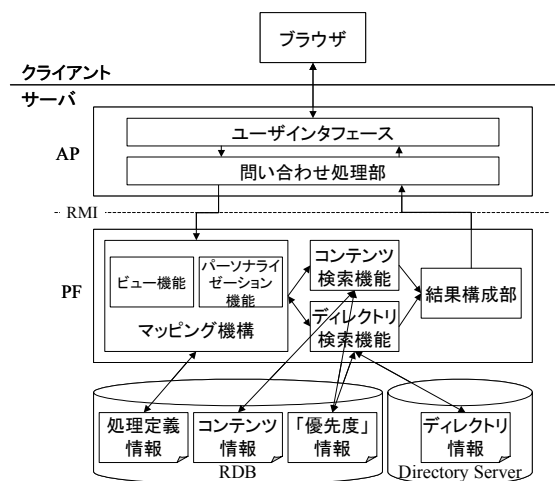 ブラウザ
クライアント
サーバ
AP
ユーザインタフェース
問い合わせ処理部
RMI
PF
ビュー機能
パーソナライ
ゼーション
機能
マッピング機構
コンテンツ
検索機能
ディレクトリ
検索機能
結果構成部
処理定義
情報
コンテンツ
情報
「優先度」
情報
RDB
ディレクトリ
情報
Directory Server